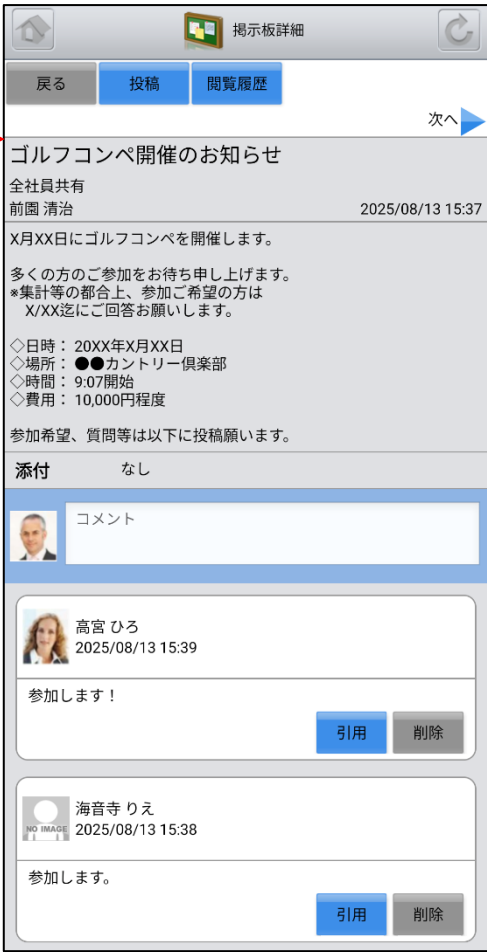 掲示板詳細
戻る
投稿
閲覧履歴
次へ
ゴルフコンペ開催のお知らせ
全社員共有
前園 清治 2025/08/13 15:37
X月XX日にゴルフコンペを開催します。
多くの方のご参加をお待ち申し上げます。
*集計等の都合上、参加ご希望の方は
X/XX迄にご回答お願いします。
◇日時： 20XX年X月XX日
◇場所： ●●カントリー倶楽部
◇時間： 9:07開始
◇費用： 10,000円程度
参加希望、質問等は以下に投稿願います。
添付 なし
コメント
高宮 ひろ
2025/08/13 15:39
参加します！
引用 削除
海音寺 りえ
NO IMAGE 2025/08/13 15:38
参加します。
引用 削除